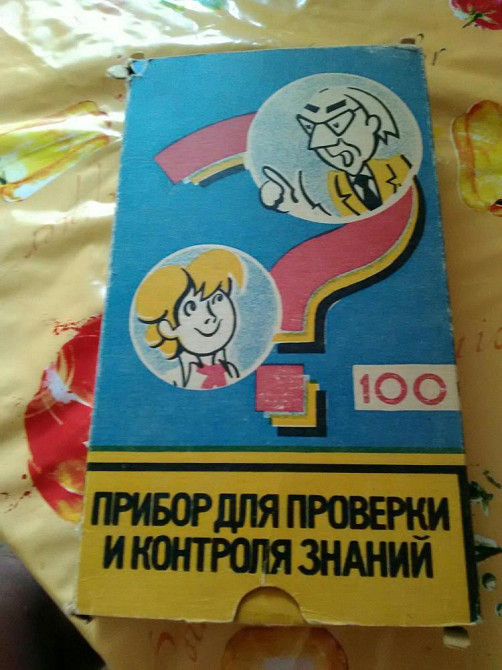 100
ПРИБОР ДЛЯ ПРОВЕРКИ
И КОНТРОЛЯ ЗНАНИЙ